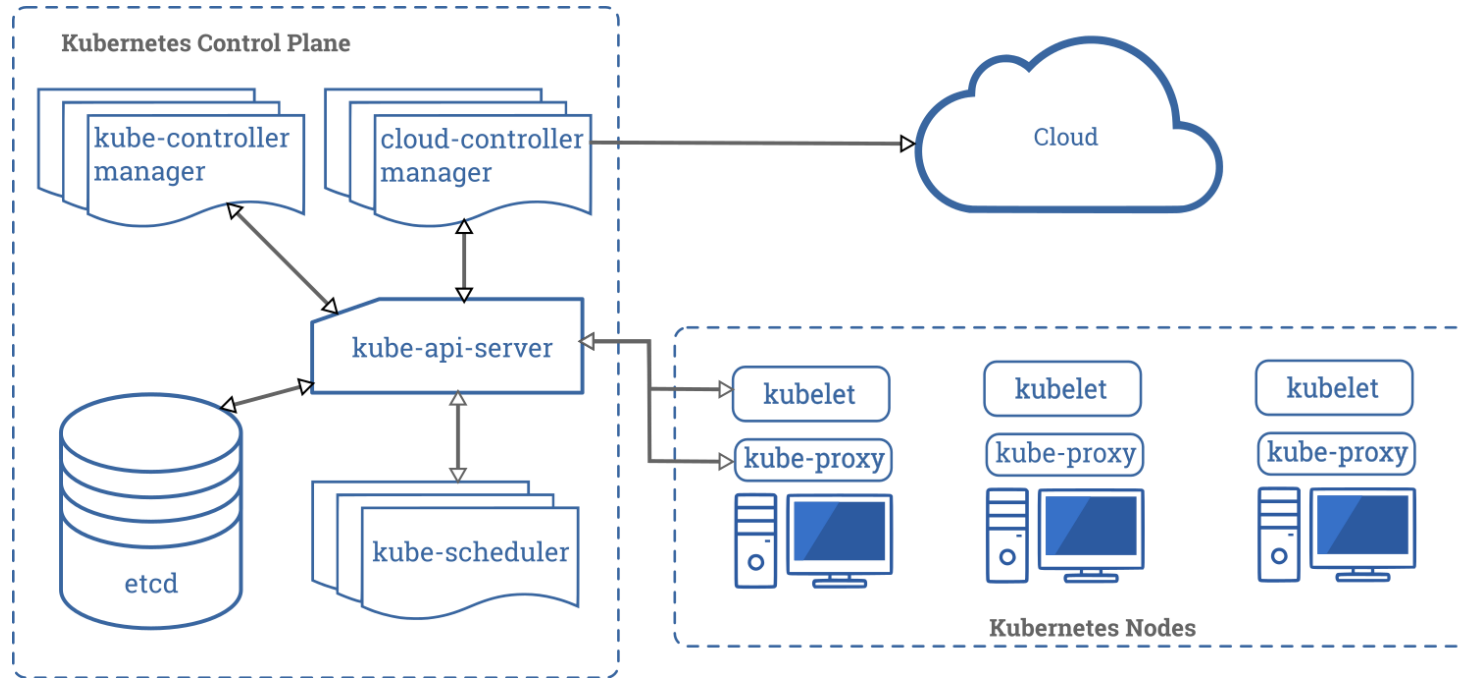 Kubernetes Control Plane
kube-controller
manager
cloud-controller
manager
Cloud
kube-api-server
kubelet
kubelet
kubelet
kube-proxy
kube-proxy
kube-proxy
kube-scheduler
etcd
Kubernetes Nodes